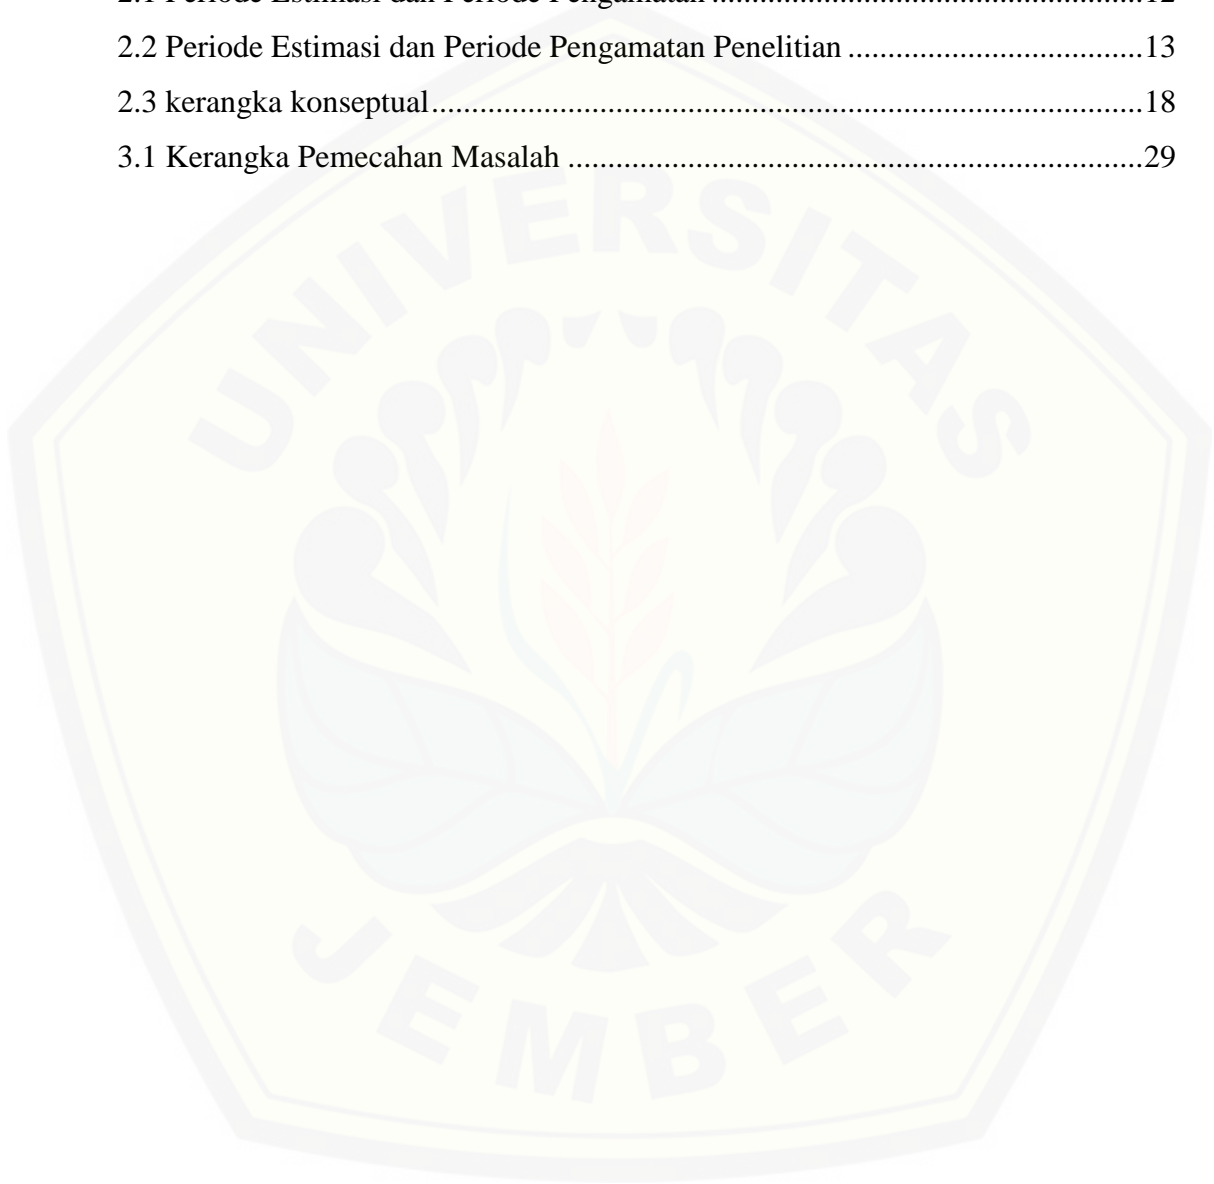 2.1 Periode Estimasi dan Periode Pengamatan ........................................................12
2.2 Periode Estimasi dan Periode Pengamatan Penelitian ....................................13
2.3 kerangka konseptual.......................................................................................18
3.1 Kerangka Pemecahan Masalah ......................................................................29
UNIVERSITAS
JEMBER